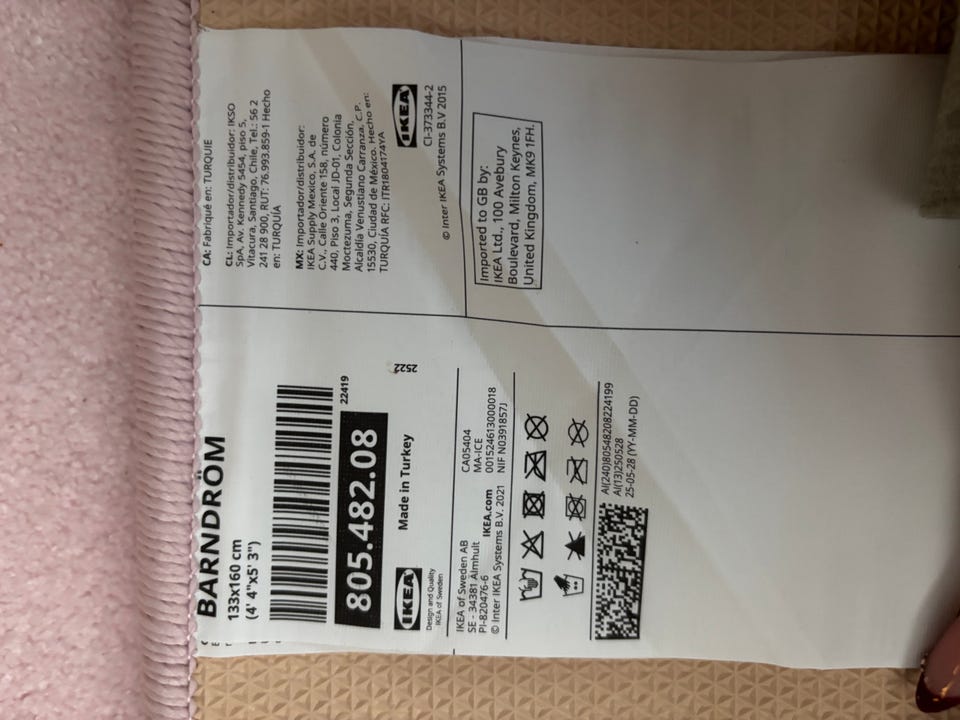 BARNDRÖM
133x160 cm
(4' 4"x5' 3")
22419
805.482.08
IKEA
Design and Quality
IKEA of Sweden
Made in Turkey
2522
IKEA of Sweden AB
SE - 34381 Älmhult
PI-820476-6
IKEA.com
© Inter IKEA Systems B.V. 2021
CA05404
MA-ICE
001524613000018
NIF N0391857J
AI(240)80548208224199
AI(13)250528
25-05-28 (YY-MM-DD)
CA: Fabriqué en: TURQUIE
CL: Importador/distribuidor: IKSO
SpA, Av. Kennedy 5454, piso 5,
Vitacura, Santiago, Chile, Tel.: 56 2
241 28 900, RUT: 76.993.859-1 Hecho
en: TURQUÍA
MX: Importador/distribuidor:
IKEA Supply Mexico, S.A. de
C.V., Calle Oriente 158, número
440, Piso 3, Local JD-01, Colonia
Moctezuma, Segunda Sección,
Alcaldía Venustiano Carranza, C.P.
15530, Ciudad de México. Hecho en:
TURQUÍA RFC: ITR1804174YA
IKEA
CI-373344-2
© Inter IKEA Systems B.V 2015
Imported to GB by:
IKEA Ltd., 100 Avebury
Boulevard, Milton Keynes,
United Kingdom, MK9 1FH.